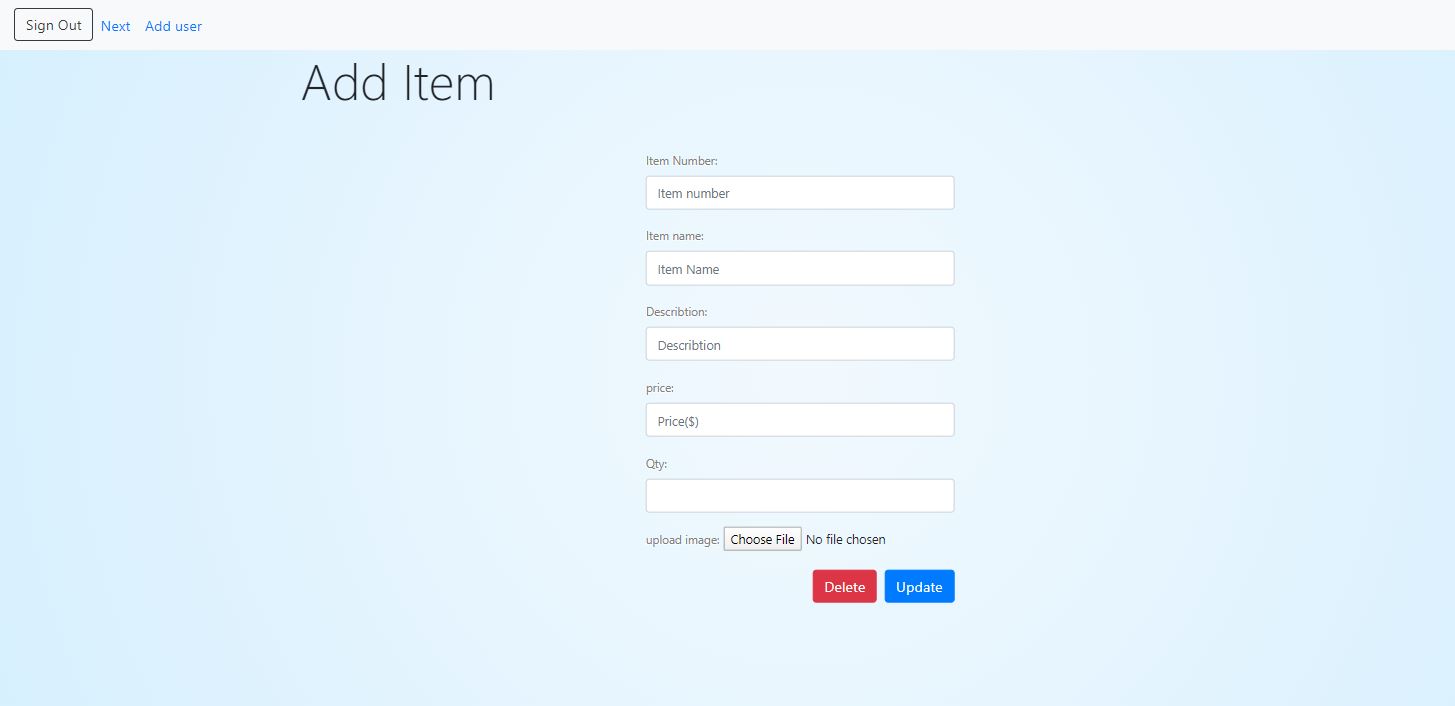 Sign Out Next Add user
Add Item
Item Number:
Item number
Item name:
Item Name
Describtion:
Describtion
price:
Price($)
Qty:
upload image: Choose File No file chosen
Delete Update